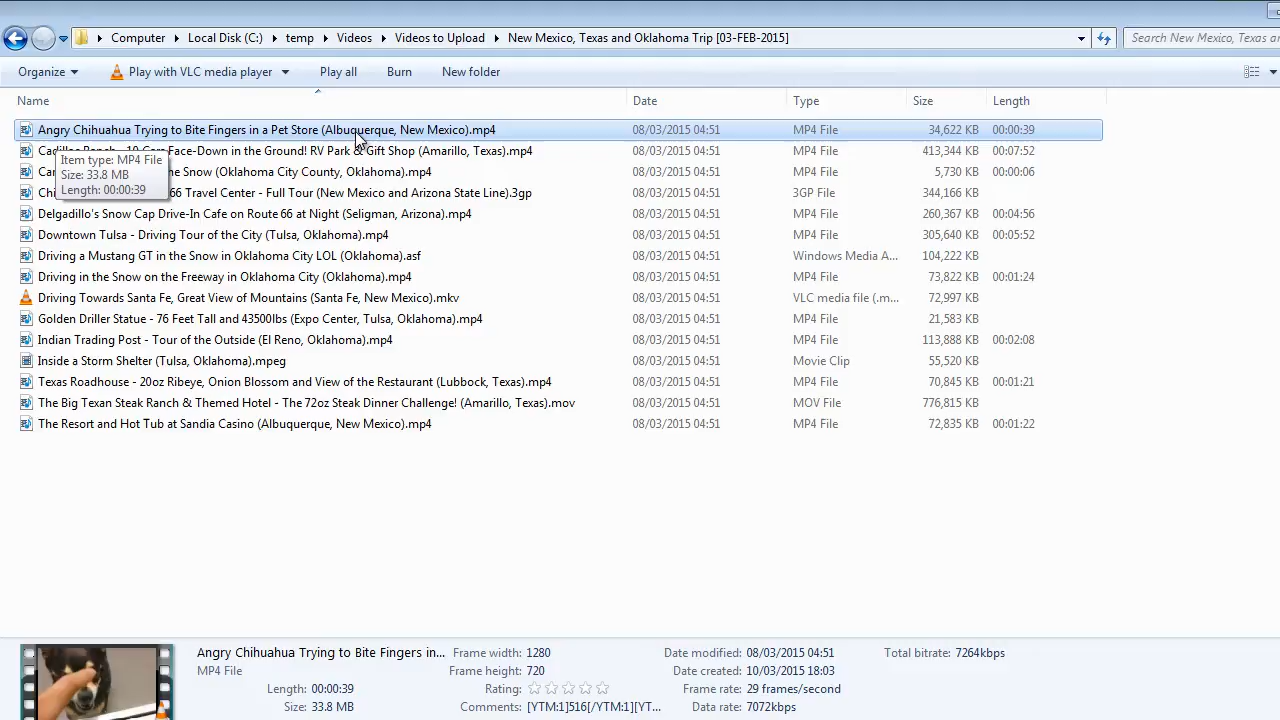 Computer Local Disk (C:) temp Videos Videos to Upload New Mexico, Texas and Oklahoma Trip [03-FEB-2015] Search New Mexico, Texas a
Organize Play with VLC media player Play all Burn New folder
Name Date Type Size Length
Angry Chihuahua Trying to Bite Fingers in a Pet Store (Albuquerque, New Mexico).mp4 08/03/2015 04:51 MP4 File 34,622 KB 00:00:39
Cadillac Ranch - 10 Cars Face-Down in the Ground! RV Park & Gift Shop (Amarillo, Texas).mp4 08/03/2015 04:51 MP4 File 413,344 KB 00:07:52
Item type: MP4 File
Size: 33.8 MB
Length: 00:00:39
the Snow (Oklahoma City County, Oklahoma).mp4 08/03/2015 04:51 MP4 File 5,730 KB 00:00:06
66 Travel Center - Full Tour (New Mexico and Arizona State Line).3gp 08/03/2015 04:51 3GP File 344,166 KB
Delgadillo's Snow Cap Drive-In Cafe on Route 66 at Night (Seligman, Arizona).mp4 08/03/2015 04:51 MP4 File 260,367 KB 00:04:56
Downtown Tulsa - Driving Tour of the City (Tulsa, Oklahoma).mp4 08/03/2015 04:51 MP4 File 305,640 KB 00:05:52
Driving a Mustang GT in the Snow in Oklahoma City LOL (Oklahoma).asf 08/03/2015 04:51 Windows Media A... 104,222 KB
Driving in the Snow on the Freeway in Oklahoma City (Oklahoma).mp4 08/03/2015 04:51 MP4 File 73,822 KB 00:01:24
Driving Towards Santa Fe, Great View of Mountains (Santa Fe, New Mexico).mkv 08/03/2015 04:51 VLC media file (.m... 72,997 KB
Golden Driller Statue - 76 Feet Tall and 43500lbs (Expo Center, Tulsa, Oklahoma).mp4 08/03/2015 04:51 MP4 File 21,583 KB
Indian Trading Post - Tour of the Outside (El Reno, Oklahoma).mp4 08/03/2015 04:51 MP4 File 113,888 KB 00:02:08
Inside a Storm Shelter (Tulsa, Oklahoma).mpeg 08/03/2015 04:51 Movie Clip 55,520 KB
Texas Roadhouse - 20oz Ribeye, Onion Blossom and View of the Restaurant (Lubbock, Texas).mp4 08/03/2015 04:51 MP4 File 70,845 KB 00:01:21
The Big Texan Steak Ranch & Themed Hotel - The 72oz Steak Dinner Challenge! (Amarillo, Texas).mov 08/03/2015 04:51 MOV File 776,815 KB
The Resort and Hot Tub at Sandia Casino (Albuquerque, New Mexico).mp4 08/03/2015 04:51 MP4 File 72,835 KB 00:01:22
Angry Chihuahua Trying to Bite Fingers in... Frame width: 1280 Date modified: 08/03/2015 04:51 Total bitrate: 7264kbps
MP4 File Frame height: 720 Date created: 10/03/2015 18:03
Length: 00:00:39 Rating: Frame rate: 29 frames/second
Size: 33.8 MB Comments: [YTM:1]516[/YTM:1][YT... Data rate: 7072kbps